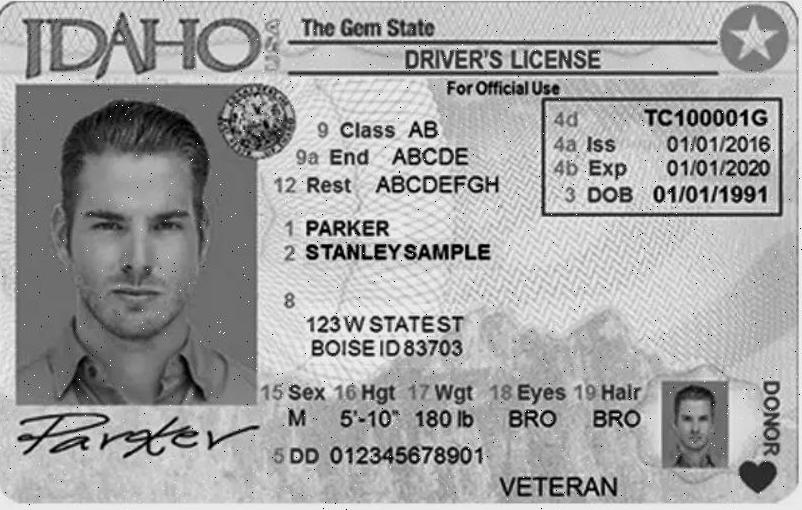 IDAHO USA
The Gem State
DRIVER'S LICENSE
For Official Use
9 Class AB
9a End ABCDE
12 Rest ABCDEFGH
4d TC100001G
4a Iss 01/01/2016
4b Exp 01/01/2020
3 DOB 01/01/1991
1 PARKER
2 STANLEY SAMPLE
8
123 W STATE ST
BOISE ID 83703
15 Sex 16 Hgt 17 Wgt 18 Eyes 19 Hair
M 5'-10" 180 lb BRO BRO
5 DD 012345678901
VETERAN
DONOR
Parker